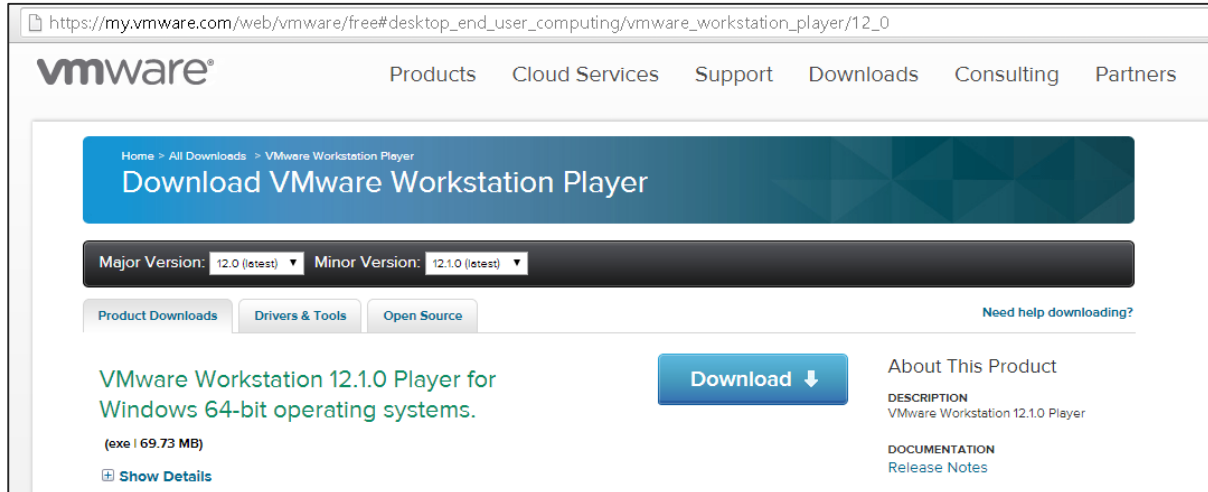 https://my.vmware.com/web/vmware/free#desktop_end_user_computing/vmware_workstation_player/12_0
vmware® Products Cloud Services Support Downloads Consulting Partners
Home > All Downloads > VMware Workstation Player
Download VMware Workstation Player
Major Version: 12.0 (latest) Minor Version: 12.1.0 (latest)
Product Downloads Drivers & Tools Open Source Need help downloading?
VMware Workstation 12.1.0 Player for
Windows 64-bit operating systems.
(exe | 69.73 MB)
Show Details
Download
About This Product
DESCRIPTION
VMware Workstation 12.1.0 Player
DOCUMENTATION
Release Notes